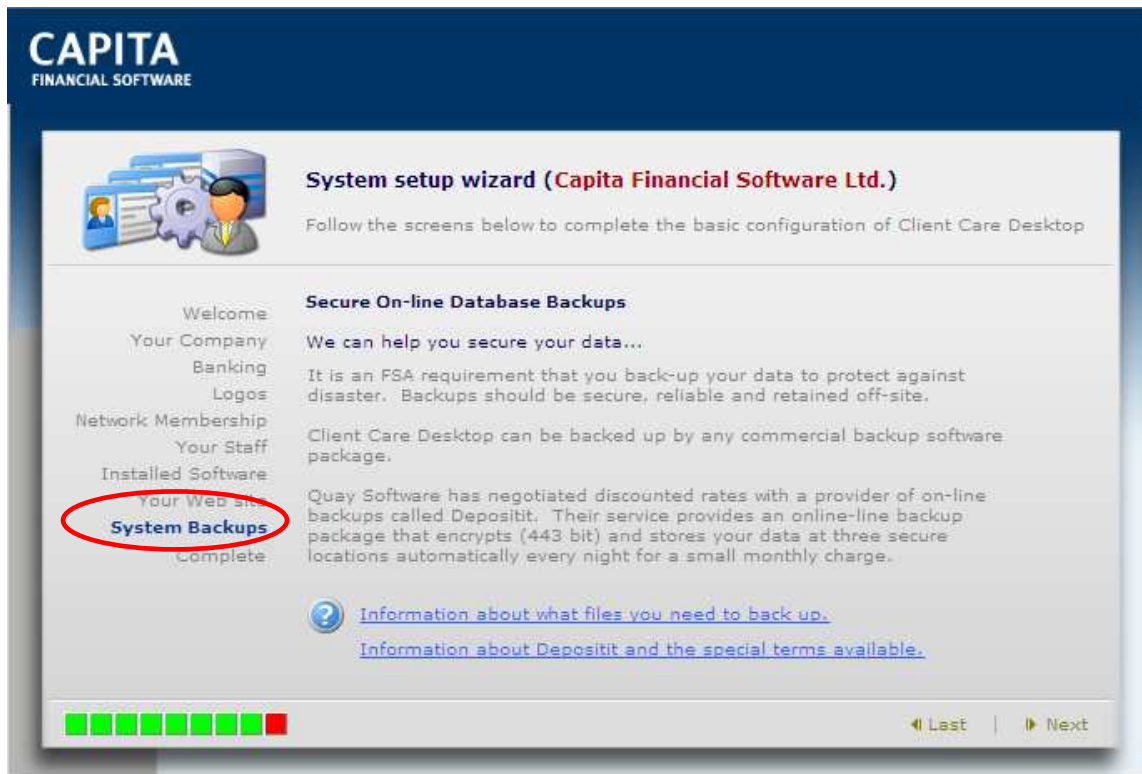 CAPITA
FINANCIAL SOFTWARE
System setup wizard (Capita Financial Software Ltd.)
Follow the screens below to complete the basic configuration of Client Care Desktop
Welcome
Your Company
Banking
Logos
Network Membership
Your Staff
Installed Software
Your Web site
System Backups
Complete
Secure On-line Database Backups
We can help you secure your data...
It is an FSA requirement that you back-up your data to protect against
disaster. Backups should be secure, reliable and retained off-site.
Client Care Desktop can be backed up by any commercial backup software
package.
Quay Software has negotiated discounted rates with a provider of on-line
backups called Depositit. Their service provides an online-line backup
package that encrypts (443 bit) and stores your data at three secure
locations automatically every night for a small monthly charge.
Information about what files you need to back up.
Information about Depositit and the special terms available.
Last | Next